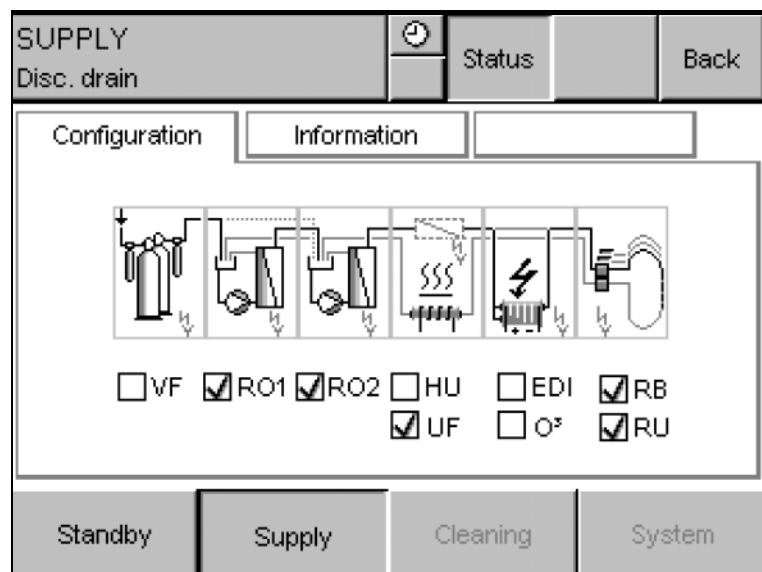 SUPPLY
Disc. drain
Status
Back
Configuration
Information
VF
RO1
RO2
HU
EDI
RB
UF
O³
RU
Standby
Supply
Cleaning
System